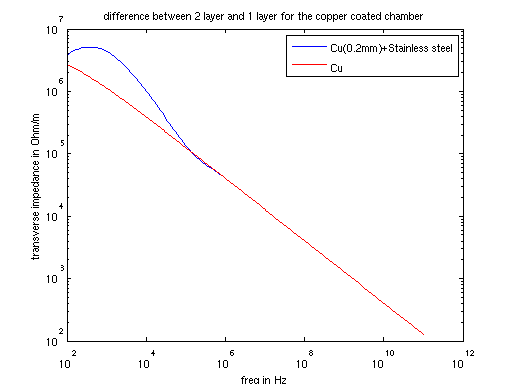 difference between 2 layer and 1 layer for the copper coated chamber
Cu(0.2mm)+Stainless steel
Cu
transverse impedance in Ohm/m
10^7
10^6
10^5
10^4
10^3
10^2
10^2 10^4 10^6 10^8 10^10 10^12
freq in Hz